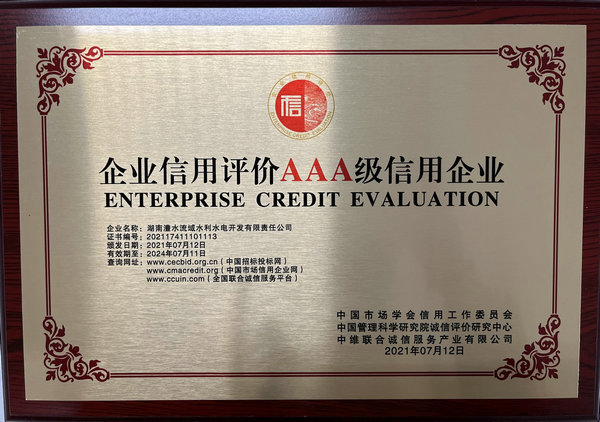 信
ENTERPRISE CREDIT EVALUATION
企业信用评价AAA级信用企业
ENTERPRISE CREDIT EVALUATION
企业名称：湖南澧水流域水利水电开发有限责任公司
证书编号：202117411101113
颁发日期：2021年07月12日
有效期至：2024年07月11日
查询网址：www.cecbid.org.cn（中国招标投标网）
www.cmacredit.org（中国市场信用企业网）
www.ccuin.com（全国联合诚信服务平台）
中国市场学会信用工作委员会
中国管理科学研究院诚信评价研究中心
中维联合诚信服务产业有限公司
2021年07月12日